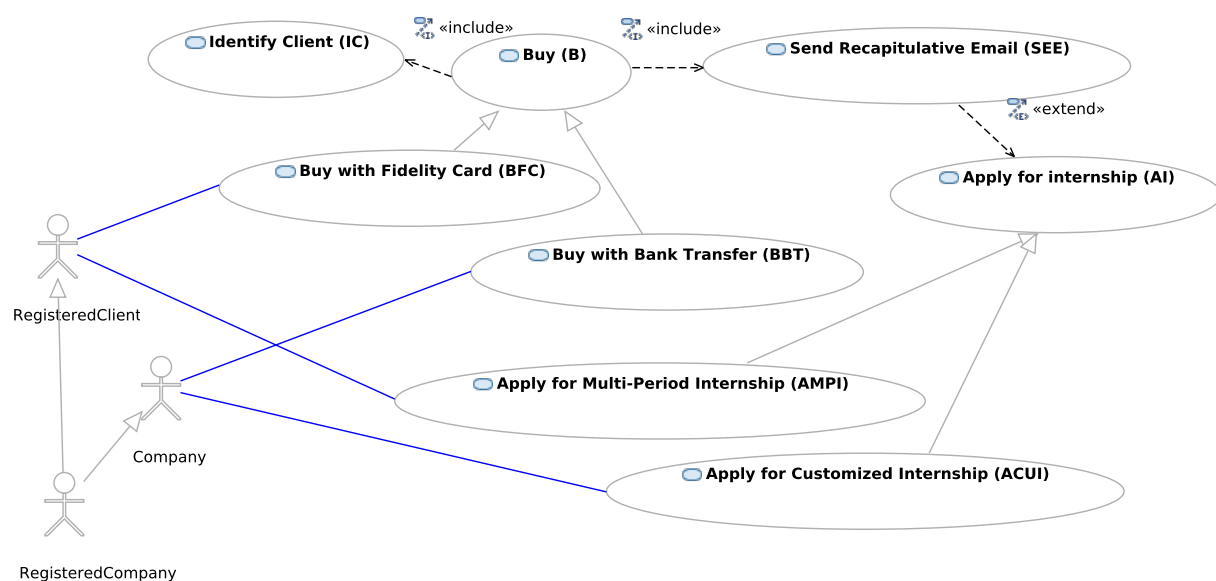 «include»
«include»
Identify Client (IC)
Buy (B)
Send Recapitulative Email (SEE)
«extend»
Buy with Fidelity Card (BFC)
Apply for internship (AI)
Buy with Bank Transfer (BBT)
RegisteredClient
Apply for Multi-Period Internship (AMPI)
Company
Apply for Customized Internship (ACUI)
RegisteredCompany